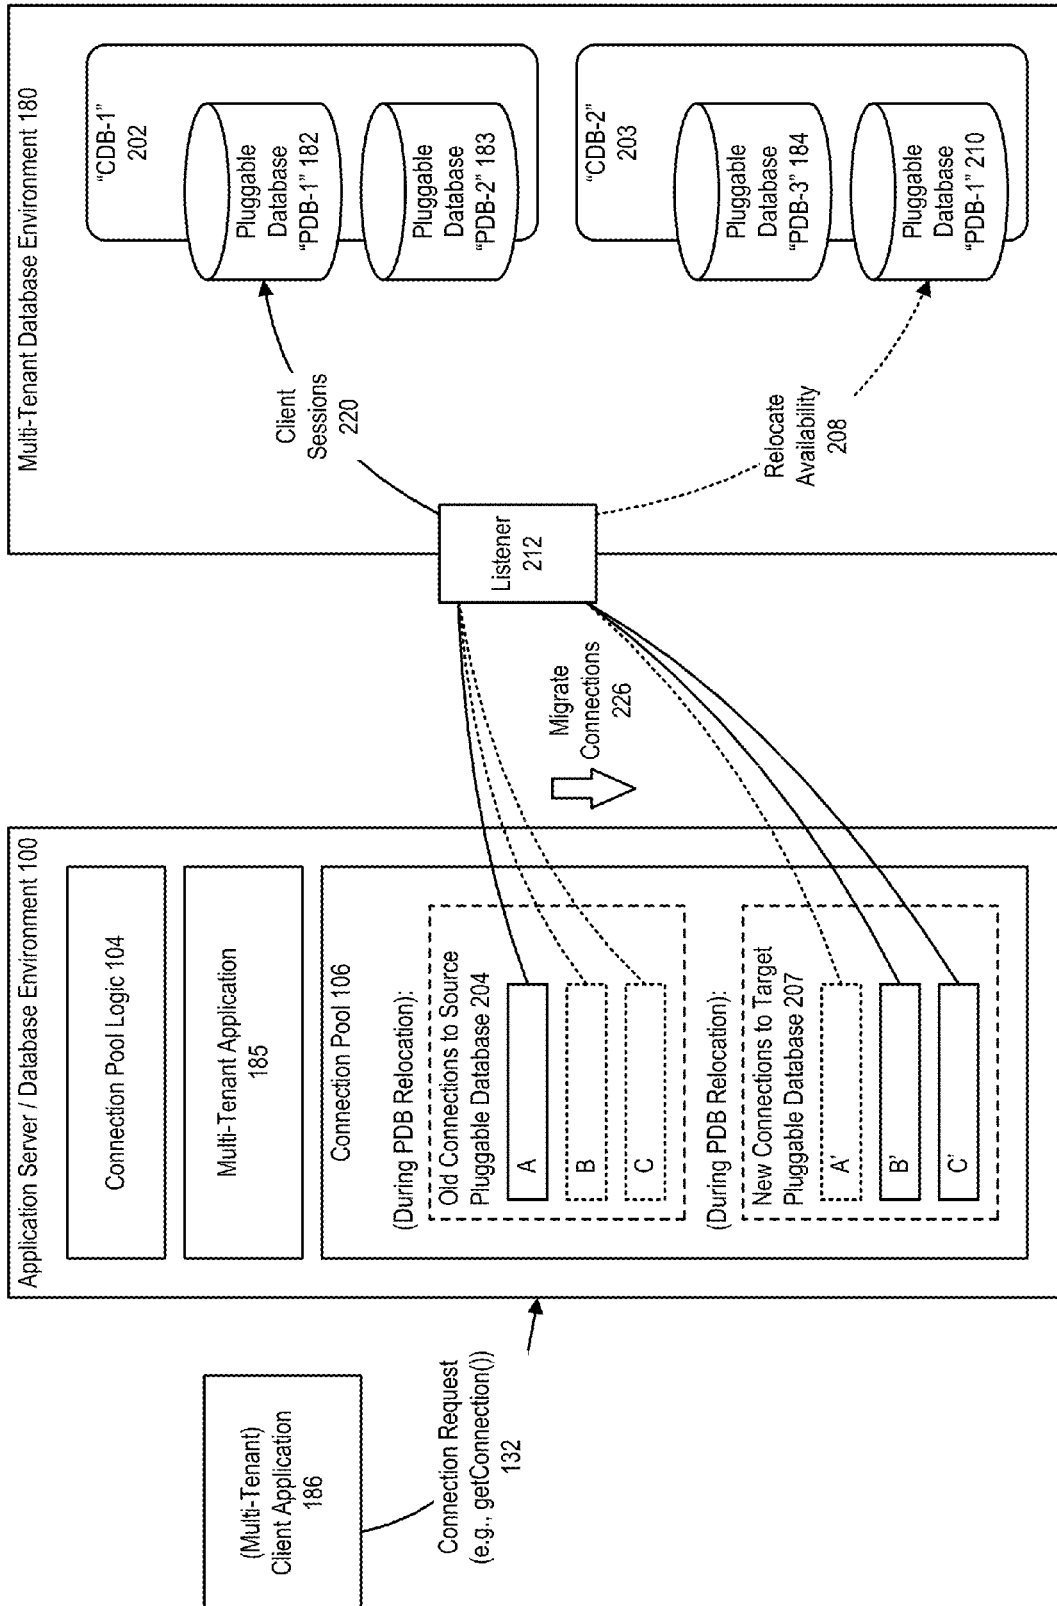 (Multi-Tenant)
Client Application
186
Connection Request
(e.g., getConnection())
132
Application Server / Database Environment 100
Connection Pool Logic 104
Multi-Tenant Application
185
Connection Pool 106
(During PDB Relocation):
Old Connections to Source
Pluggable Database 204
A
B
C
(During PDB Relocation):
New Connections to Target
Pluggable Database 207
A'
B'
C'
Migrate
Connections
226
Multi-Tenant Database Environment 180
Listener
212
Client
Sessions
220
Relocate
Availability
208
"CDB-1"
202
Pluggable
Database
"PDB-1" 182
Pluggable
Database
"PDB-2" 183
"CDB-2"
203
Pluggable
Database
"PDB-3" 184
Pluggable
Database
"PDB-1" 210